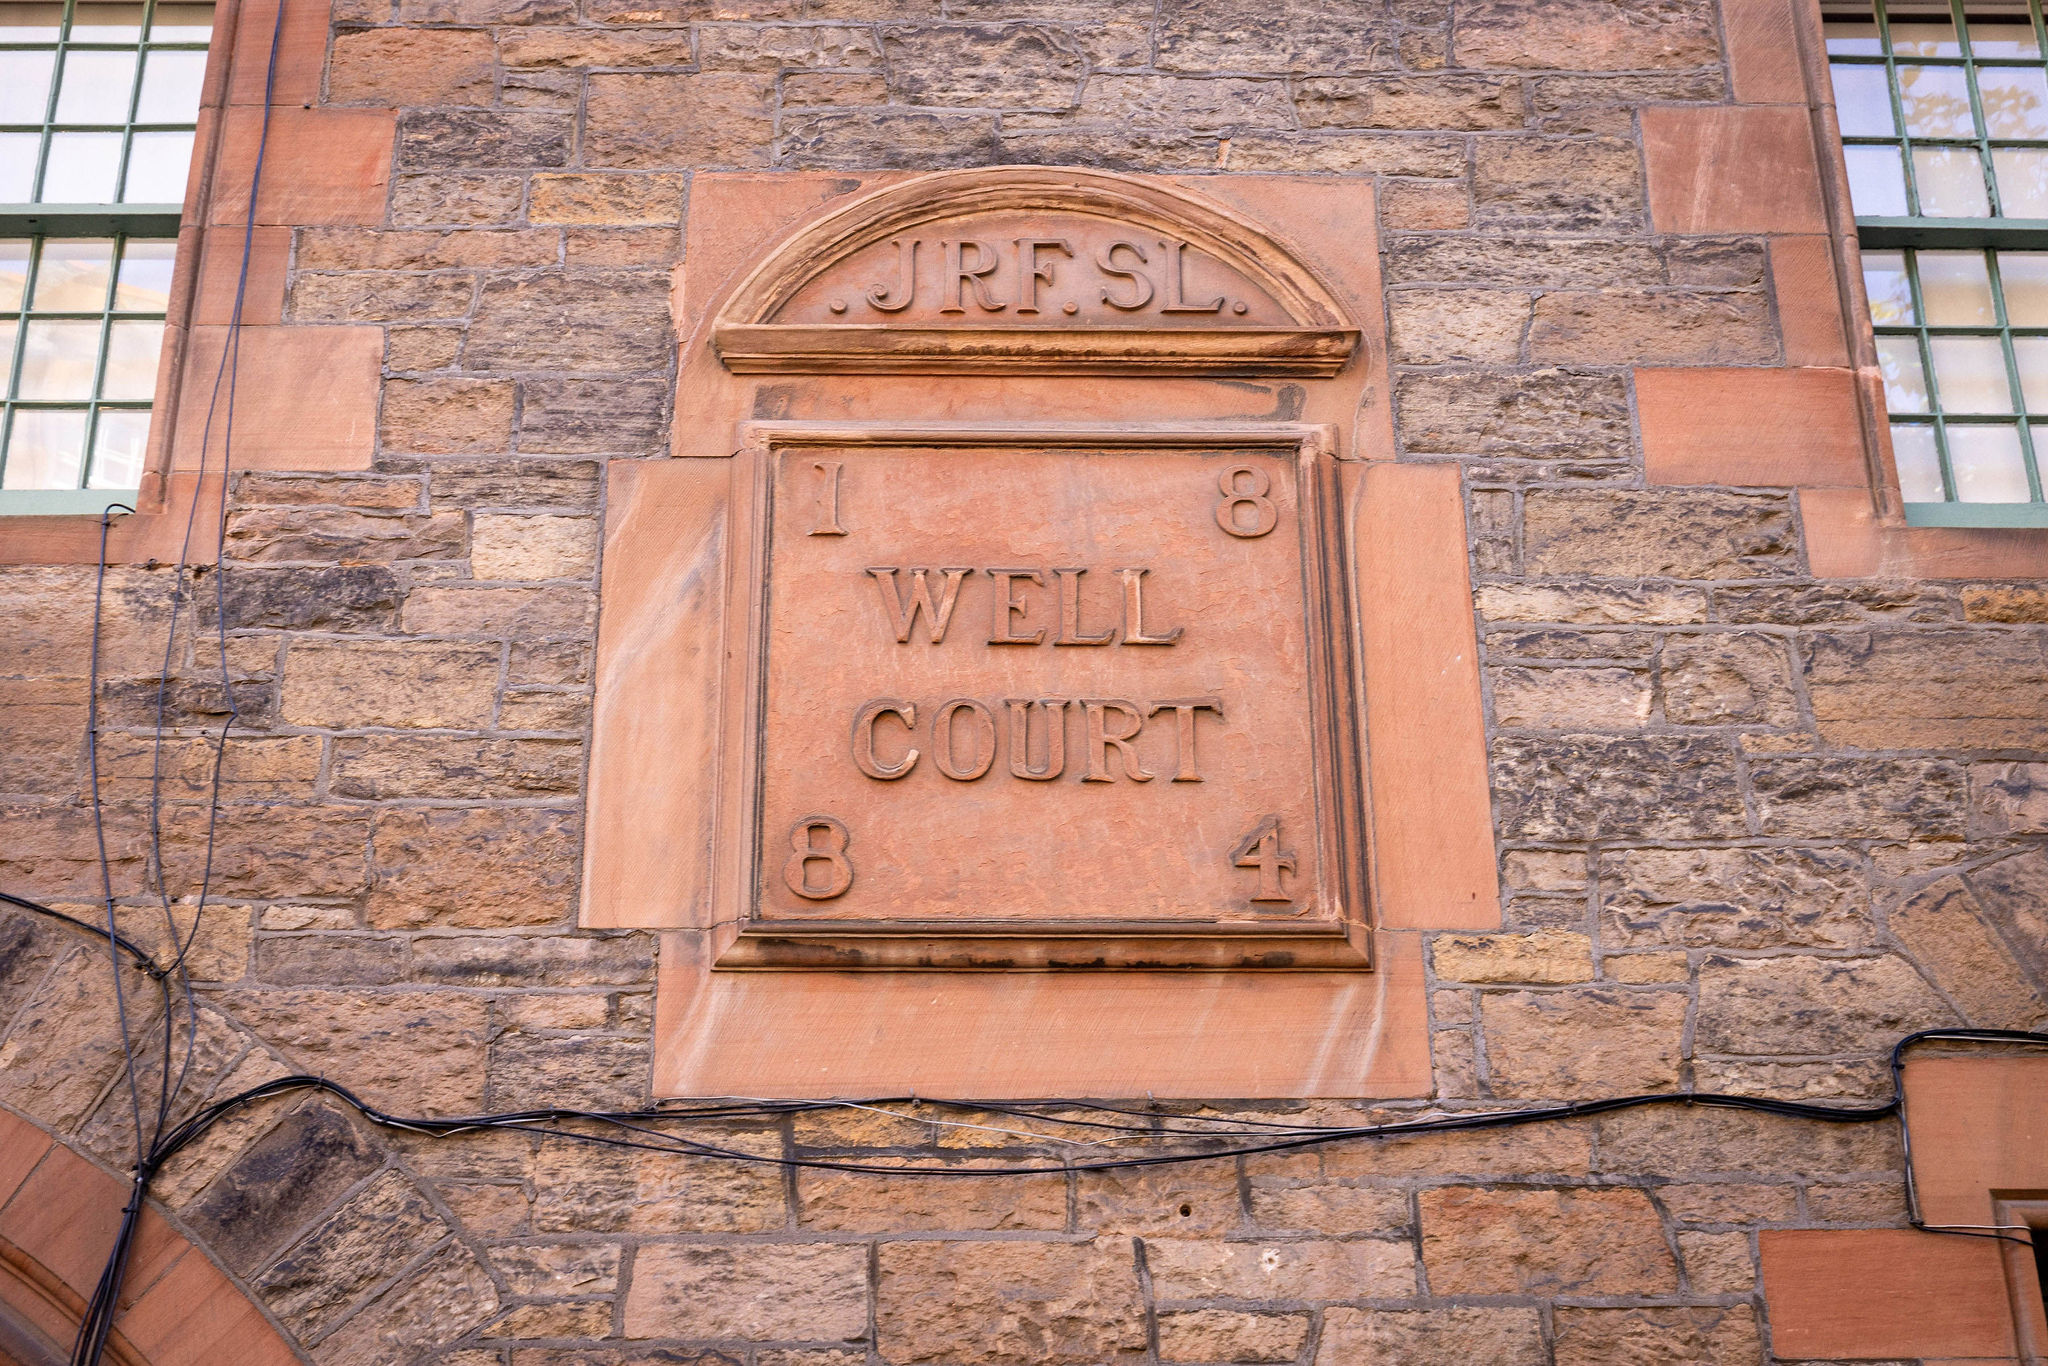 . JRF. SL.
1 8
WELL
COURT
8 4